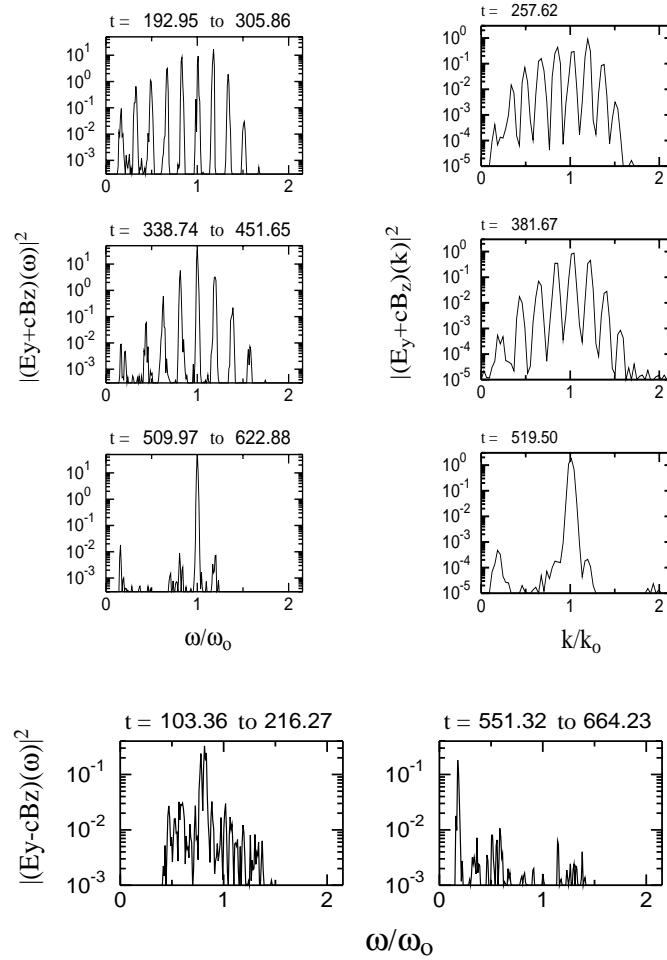 t = 192.95 to 305.86
10^1
10^0
10^-1
10^-2
10^-3
0 1 2
t = 257.62
10^0
10^-1
10^-2
10^-3
10^-4
10^-5
0 1 2
|(Ey+cBz)(ω)|^2
t = 338.74 to 451.65
10^1
10^0
10^-1
10^-2
10^-3
0 1 2
|(E_y+cB_z)(k)|^2
t = 381.67
10^0
10^-1
10^-2
10^-3
10^-4
10^-5
0 1 2
t = 509.97 to 622.88
10^1
10^0
10^-1
10^-2
10^-3
0 1 2
ω/ω_o
t = 519.50
10^0
10^-1
10^-2
10^-3
10^-4
10^-5
0 1 2
k/k_o
|(Ey-cBz)(ω)|^2
t = 103.36 to 216.27
10^-1
10^-2
10^-3
0 1 2
t = 551.32 to 664.23
10^-1
10^-2
10^-3
0 1 2
ω/ω_o